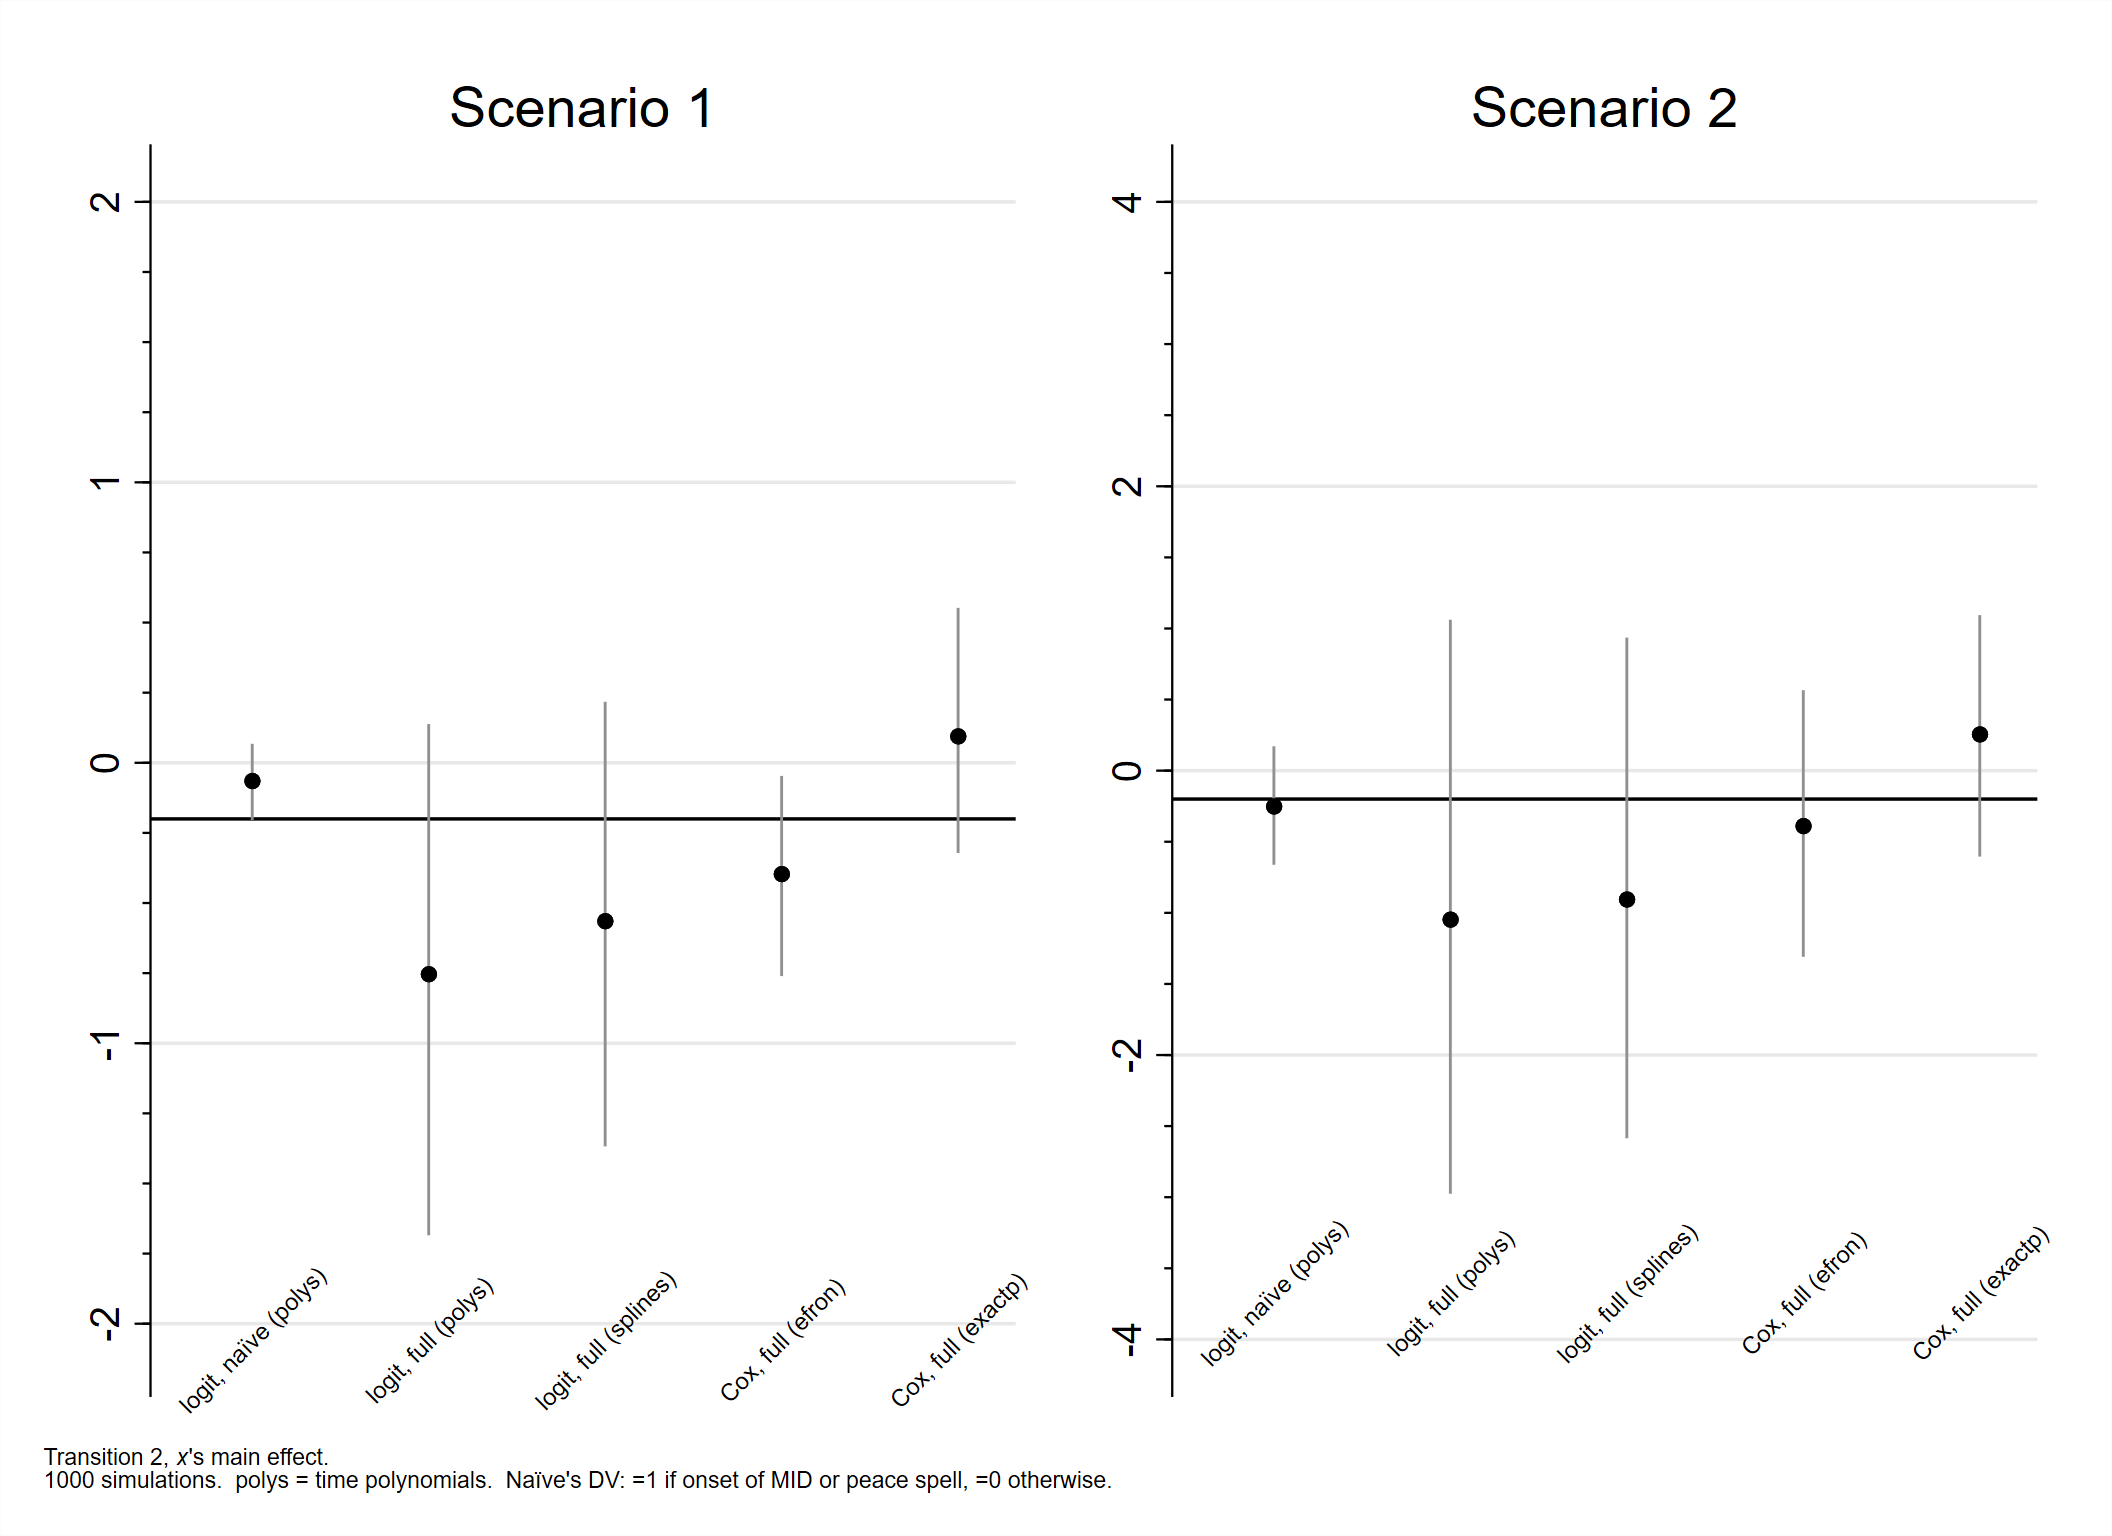 Scenario 1
2
1
0
-1
-2
logit, naïve (polys)
logit, full (polys)
logit, full (splines)
Cox, full (efron)
Cox, full (exactp)
Scenario 2
4
2
0
-2
-4
logit, naïve (polys)
logit, full (polys)
logit, full (splines)
Cox, full (efron)
Cox, full (exactp)
Transition 2, x's main effect.
1000 simulations.  polys = time polynomials.  Naïve's DV: =1 if onset of MID or peace spell, =0 otherwise.